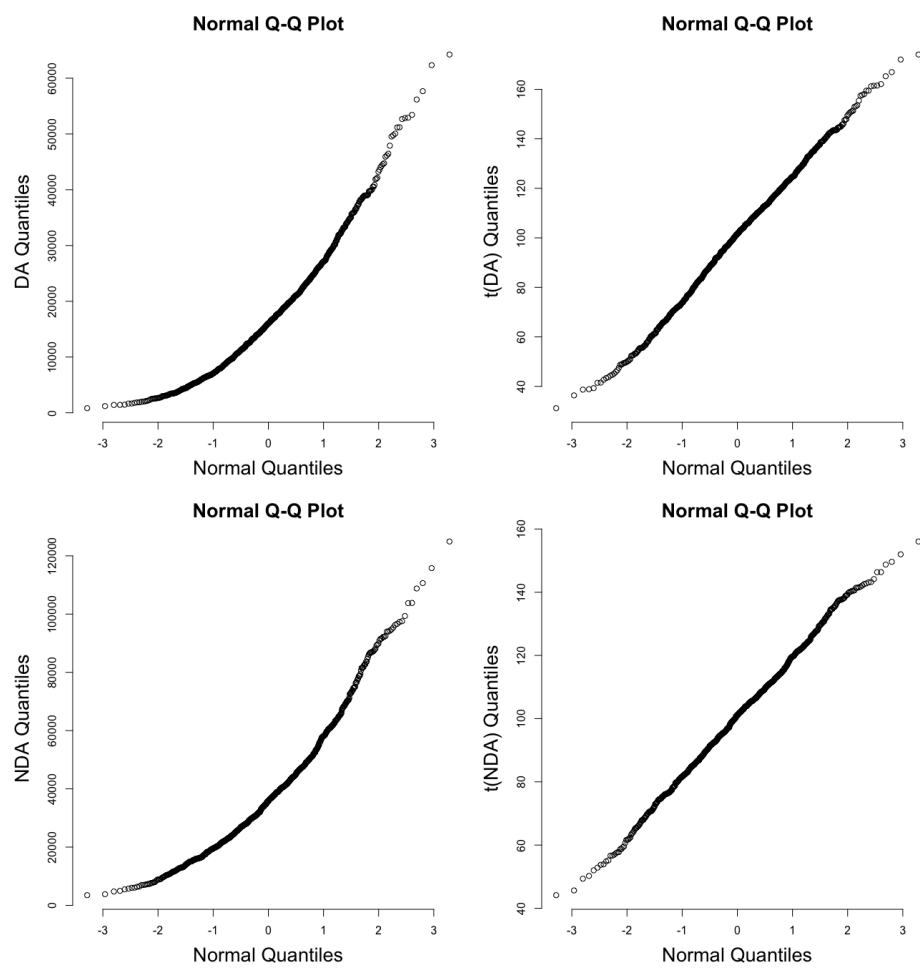 Normal Q-Q Plot
DA Quantiles
60000
50000
40000
30000
20000
10000
0
-3 -2 -1 0 1 2 3
Normal Quantiles
Normal Q-Q Plot
t(DA) Quantiles
160
140
120
100
80
60
40
-3 -2 -1 0 1 2 3
Normal Quantiles
Normal Q-Q Plot
NDA Quantiles
120000
100000
80000
60000
40000
20000
0
-3 -2 -1 0 1 2 3
Normal Quantiles
Normal Q-Q Plot
t(NDA) Quantiles
160
140
120
100
80
60
40
-3 -2 -1 0 1 2 3
Normal Quantiles